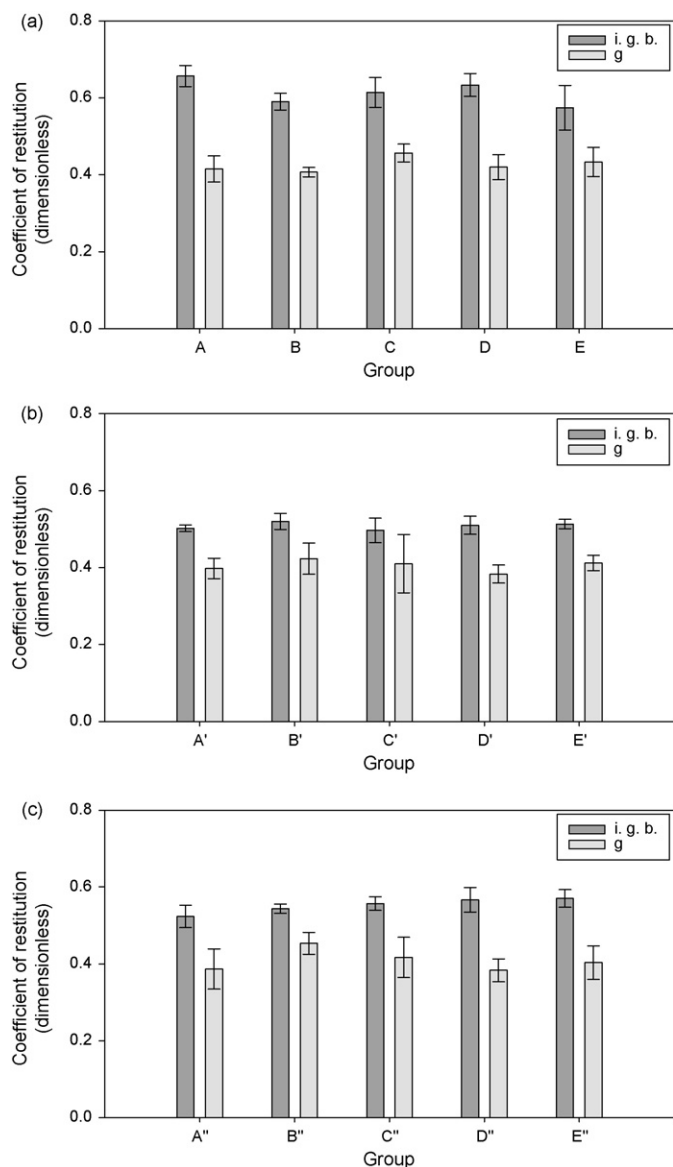 (a)
0.8
i. g. b.
g
0.6
0.4
0.2
0.0
Coefficient of restitution
(dimensionless)
A B C D E
Group
(b)
0.8
i. g. b.
g
0.6
0.4
0.2
0.0
Coefficient of restitution
(dimensionless)
A' B' C' D' E'
Group
(c)
0.8
i. g. b.
g
0.6
0.4
0.2
0.0
Coefficient of restitution
(dimensionless)
A" B" C" D" E"
Group